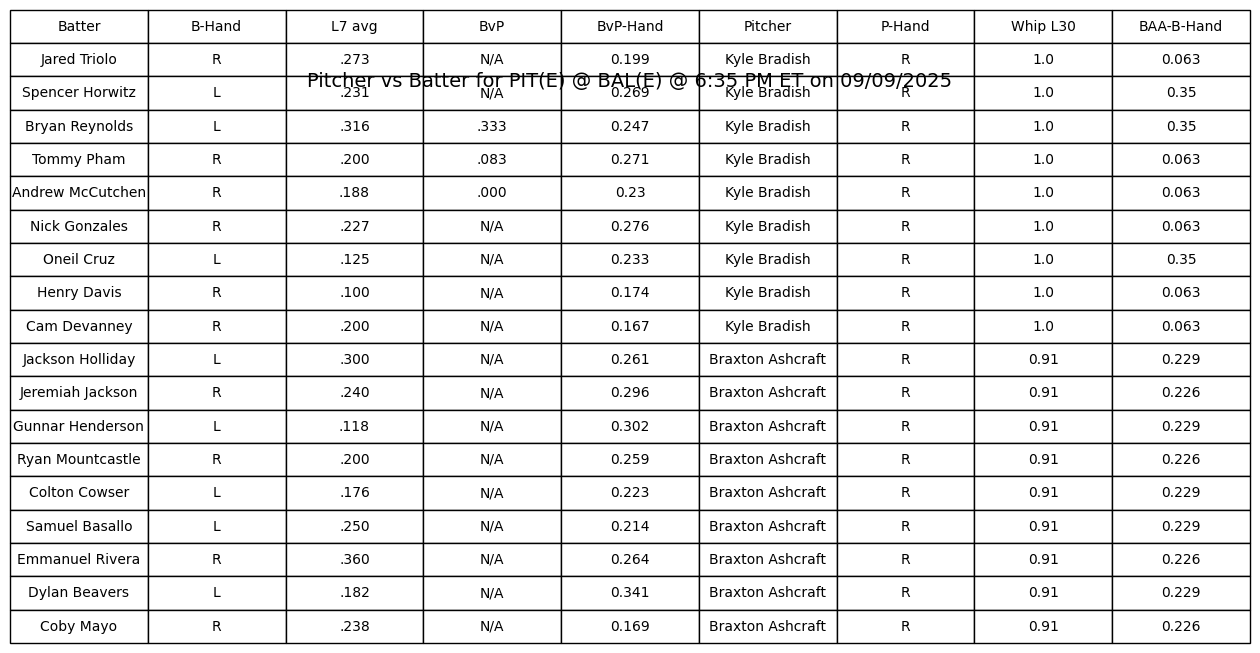 Batter B-Hand L7 avg BvP BvP-Hand Pitcher P-Hand Whip L30 BAA-B-Hand
Jared Triolo R .273 N/A 0.199 Kyle Bradish R 1.0 0.063
Pitcher vs Batter for PIT(E) @ BAL(E) @ 6:35 PM ET on 09/09/2025
Spencer Horwitz L .231 N/A 0.269 Kyle Bradish R 1.0 0.35
Bryan Reynolds L .316 .333 0.247 Kyle Bradish R 1.0 0.35
Tommy Pham R .200 .083 0.271 Kyle Bradish R 1.0 0.063
Andrew McCutchen R .188 .000 0.23 Kyle Bradish R 1.0 0.063
Nick Gonzales R .227 N/A 0.276 Kyle Bradish R 1.0 0.063
Oneil Cruz L .125 N/A 0.233 Kyle Bradish R 1.0 0.35
Henry Davis R .100 N/A 0.174 Kyle Bradish R 1.0 0.063
Cam Devanney R .200 N/A 0.167 Kyle Bradish R 1.0 0.063
Jackson Holliday L .300 N/A 0.261 Braxton Ashcraft R 0.91 0.229
Jeremiah Jackson R .240 N/A 0.296 Braxton Ashcraft R 0.91 0.226
Gunnar Henderson L .118 N/A 0.302 Braxton Ashcraft R 0.91 0.229
Ryan Mountcastle R .200 N/A 0.259 Braxton Ashcraft R 0.91 0.226
Colton Cowser L .176 N/A 0.223 Braxton Ashcraft R 0.91 0.229
Samuel Basallo L .250 N/A 0.214 Braxton Ashcraft R 0.91 0.229
Emmanuel Rivera R .360 N/A 0.264 Braxton Ashcraft R 0.91 0.226
Dylan Beavers L .182 N/A 0.341 Braxton Ashcraft R 0.91 0.229
Coby Mayo R .238 N/A 0.169 Braxton Ashcraft R 0.91 0.226